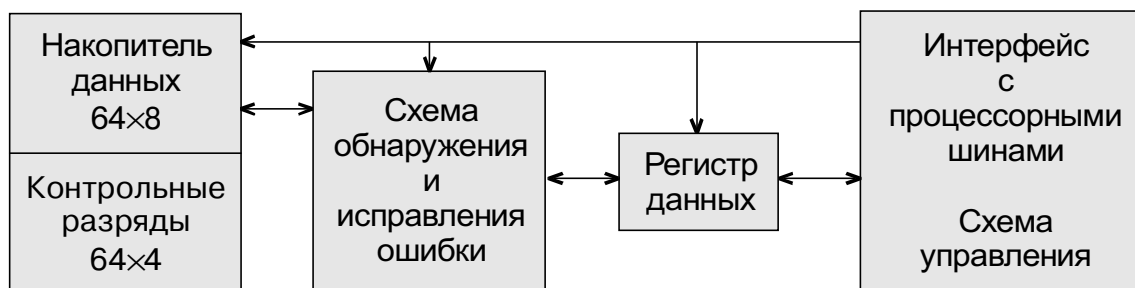 Накопитель
данных
64×8
Контрольные
разряды
64×4
Схема
обнаружения
и
исправления
ошибки
Регистр
данных
Интерфейс
с
процессорными
шинами
Схема
управления